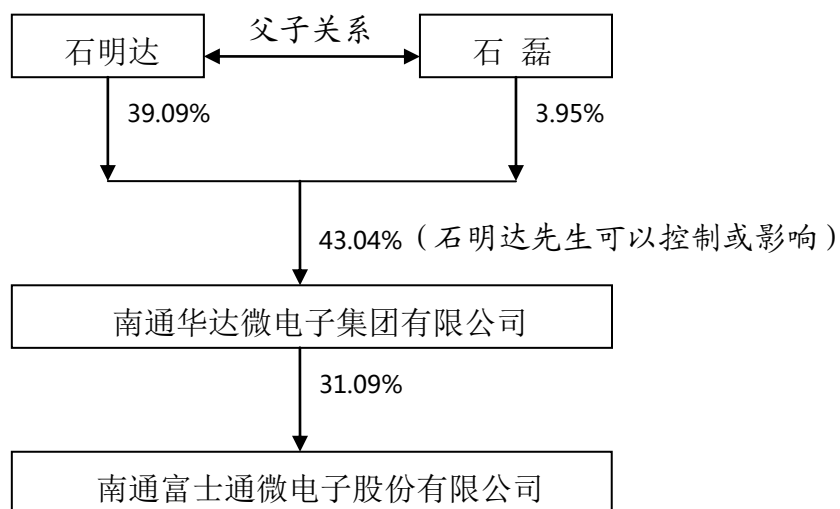 父子关系
石明达
石 磊
39.09%
3.95%
43.04%（石明达先生可以控制或影响）
南通华达微电子集团有限公司
31.09%
南通富士通微电子股份有限公司